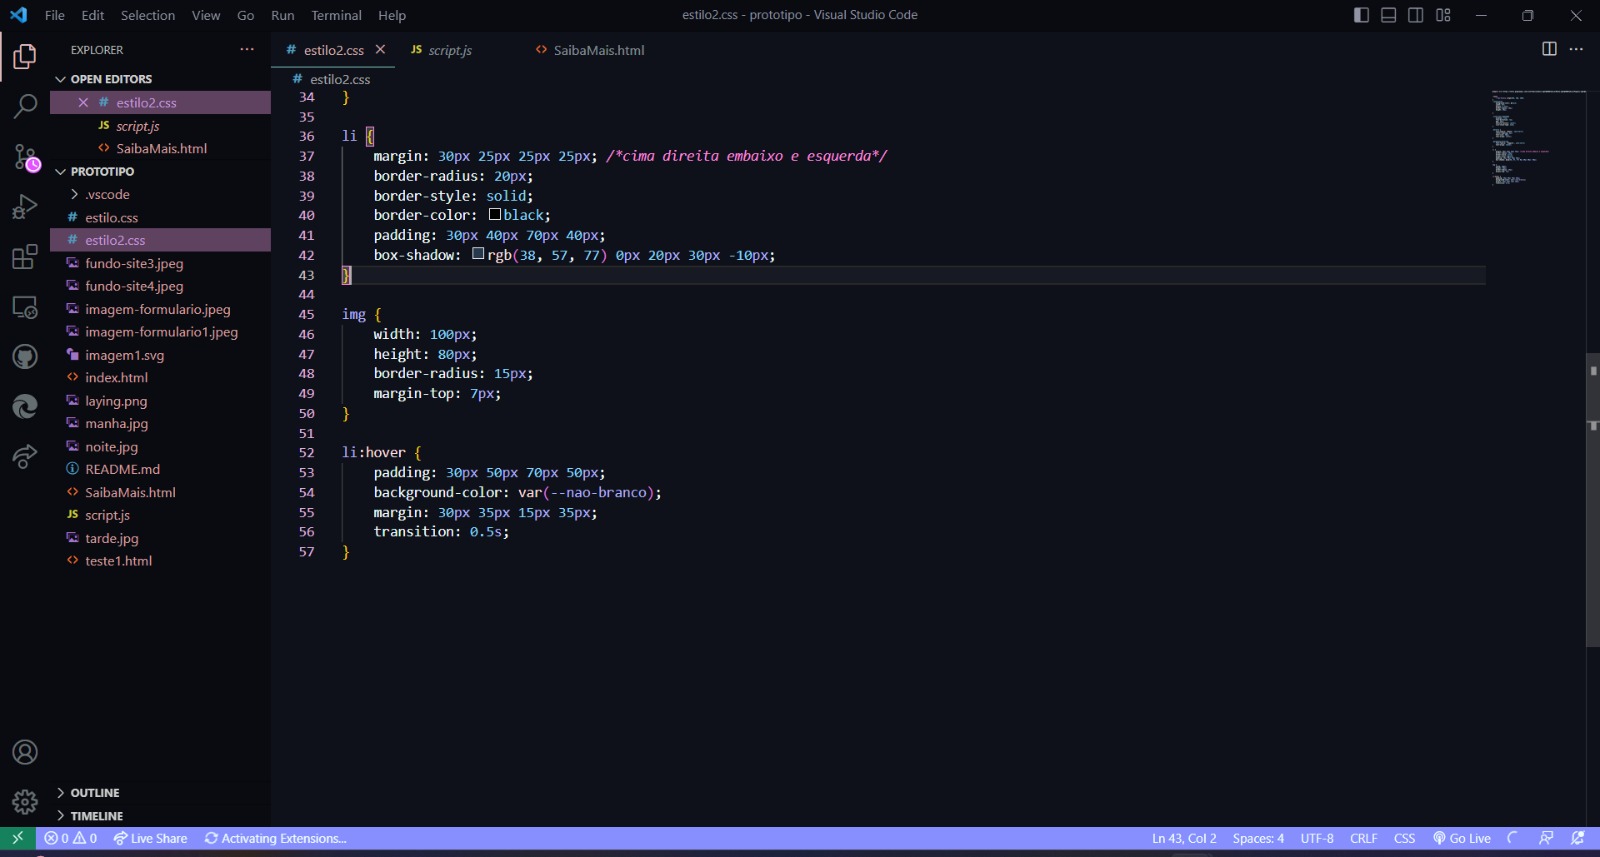 File Edit Selection View Go Run Terminal Help
estilo2.css - prototipo - Visual Studio Code
EXPLORER
OPEN EDITORS
# estilo2.css
JS script.js
<> SaibaMais.html
PROTOTIPO
.vscode
# estilo.css
# estilo2.css
fundo-site3.jpeg
fundo-site4.jpeg
imagem-formulario.jpeg
imagem-formulario1.jpeg
imagem1.svg
<> index.html
laying.png
manha.jpg
noite.jpg
README.md
<> SaibaMais.html
JS script.js
tarde.jpg
<> teste1.html
OUTLINE
TIMELINE
# estilo2.css JS script.js <> SaibaMais.html
# estilo2.css
34 }
35
36 li {
37 margin: 30px 25px 25px 25px; /*cima direita embaixo e esquerda*/
38 border-radius: 20px;
39 border-style: solid;
40 border-color: black;
41 padding: 30px 40px 70px 40px;
42 box-shadow: rgb(38, 57, 77) 0px 20px 30px -10px;
43 }
44
45 img {
46 width: 100px;
47 height: 80px;
48 border-radius: 15px;
49 margin-top: 7px;
50 }
51
52 li:hover {
53 padding: 30px 50px 70px 50px;
54 background-color: var(--nao-branco);
55 margin: 30px 35px 15px 35px;
56 transition: 0.5s;
57 }
0 0 Live Share Activating Extensions... Ln 43, Col 2 Spaces: 4 UTF-8 CRLF CSS Go Live